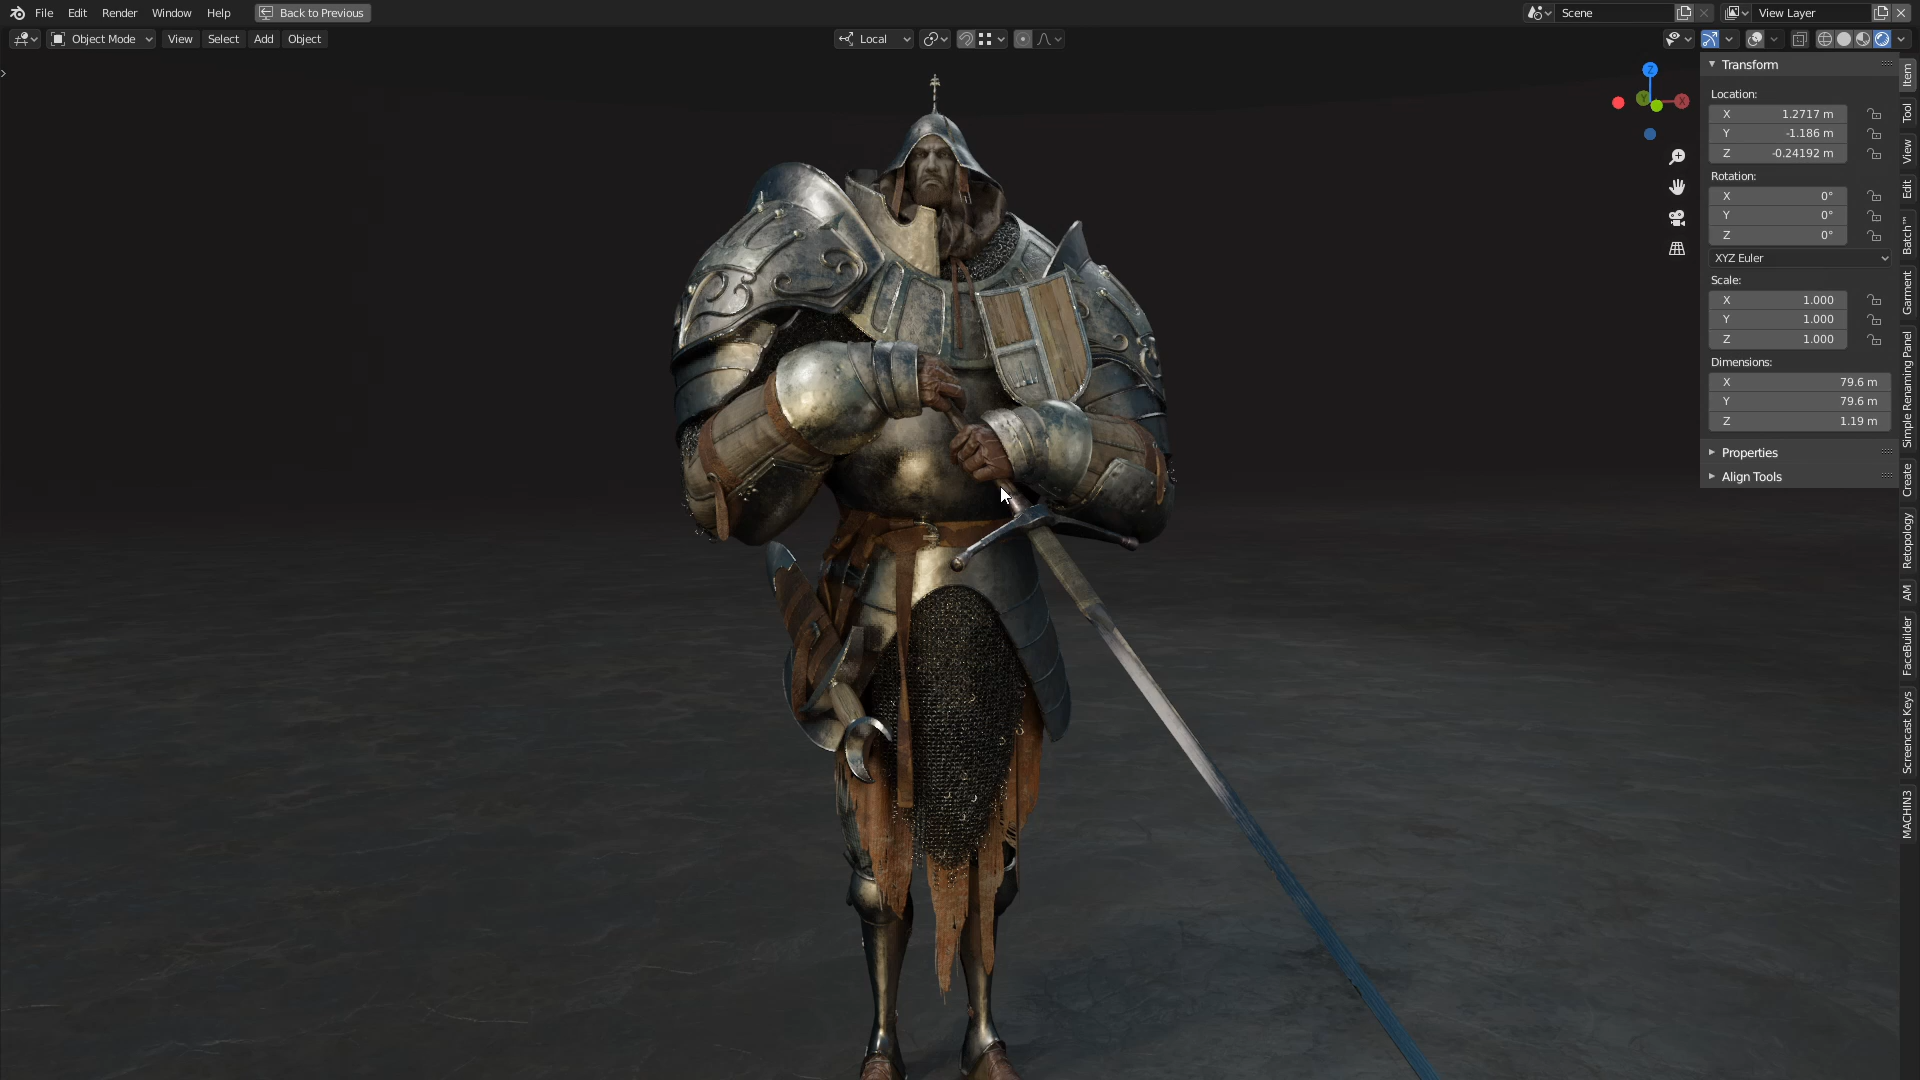 File Edit Render Window Help Back to Previous Scene View Layer
Object Mode View Select Add Object Local
Z
Y
X
Transform
Location:
X 1.2717 m
Y -1.186 m
Z -0.24192 m
Rotation:
X 0°
Y 0°
Z 0°
XYZ Euler
Scale:
X 1.000
Y 1.000
Z 1.000
Dimensions:
X 79.6 m
Y 79.6 m
Z 1.19 m
Properties
Align Tools
Item
Tool
View
Edit
Batch™
Garment
Simple Renaming Panel
Create
Retopology
AM
FaceBuilder
Screencast Keys
MACHIN3